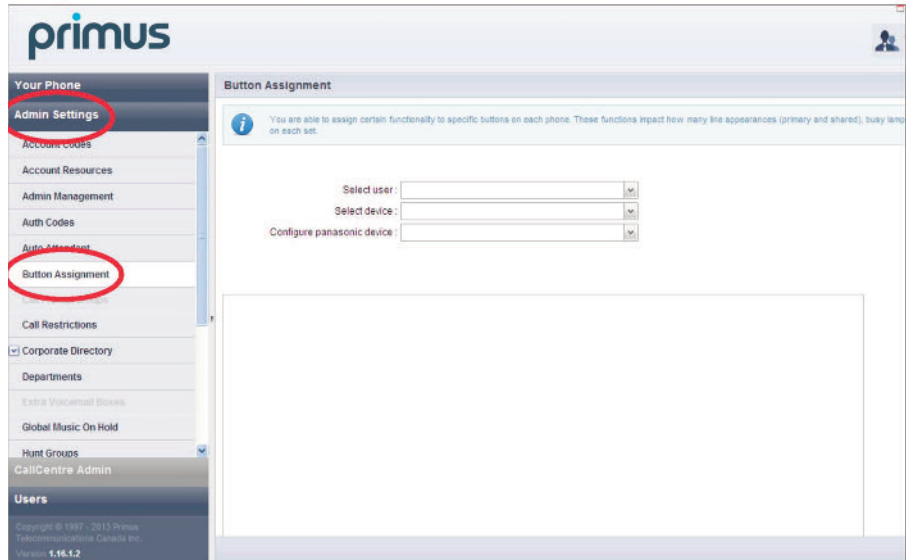 primus
Your Phone
Admin Settings
Account Codes
Account Resources
Admin Management
Auth Codes
Auto Attendant
Button Assignment
Call Restrictions
Corporate Directory
Departments
Extra Voicemail Boxes
Global Music On Hold
Hunt Groups
CallCentre Admin
Users
Copyright © 1997 - 2013 Primus
Telecommunications Canada Inc.
Version 1.16.1.2
Button Assignment
You are able to assign certain functionality to specific buttons on each phone. These functions impact how many line appearances (primary and shared), busy lamp
on each set.
Select user :
Select device :
Configure panasonic device :